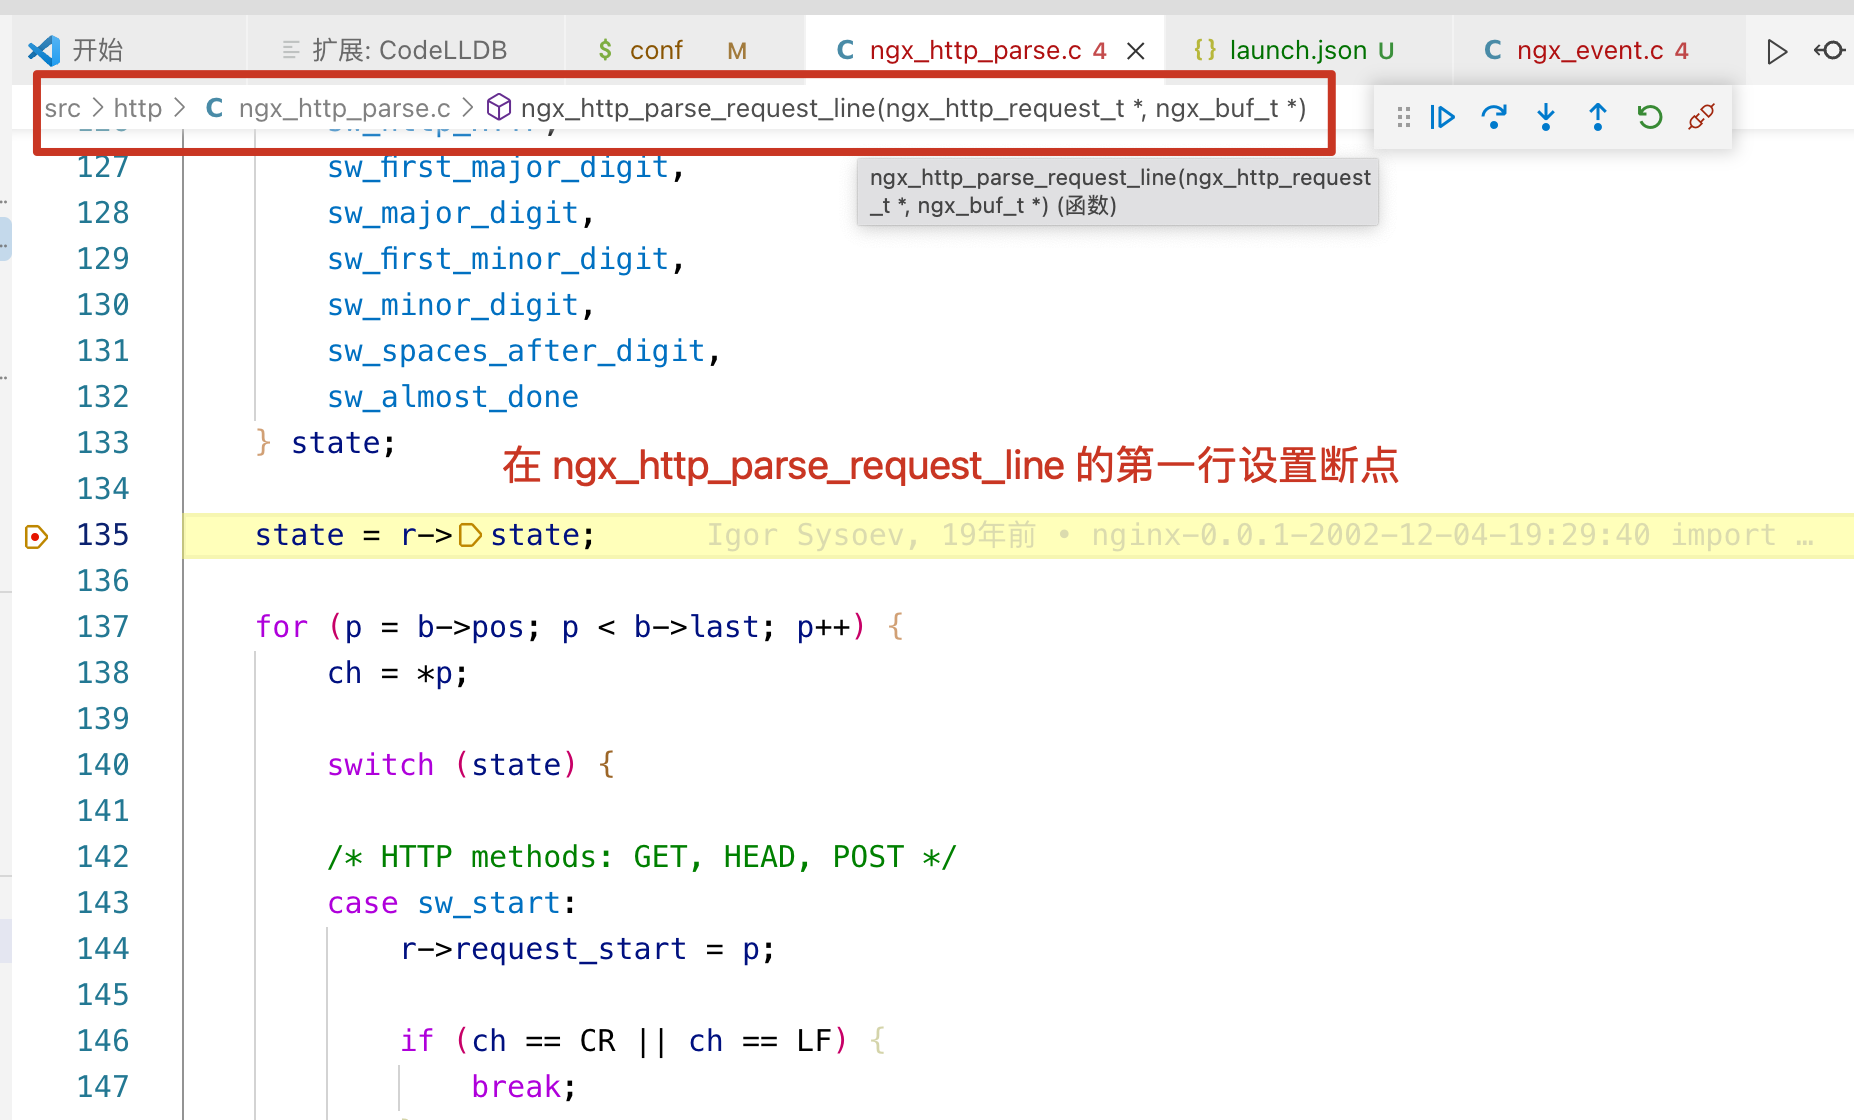 开始
扩展: CodeLLDB
$ conf M
C ngx_http_parse.c 4
{} launch.json U
C ngx_event.c 4
src > http > C ngx_http_parse.c > ngx_http_parse_request_line(ngx_http_request_t *, ngx_buf_t *)
ngx_http_parse_request_line(ngx_http_request
_t *, ngx_buf_t *) (函数)
127 sw_first_major_digit,
128 sw_major_digit,
129 sw_first_minor_digit,
130 sw_minor_digit,
131 sw_spaces_after_digit,
132 sw_almost_done
133 } state;
在 ngx_http_parse_request_line 的第一行设置断点
134
135 state = r->state; Igor Sysoev, 19年前 • nginx-0.0.1-2002-12-04-19:29:40 import …
136
137 for (p = b->pos; p < b->last; p++) {
138 ch = *p;
139
140 switch (state) {
141
142 /* HTTP methods: GET, HEAD, POST */
143 case sw_start:
144 r->request_start = p;
145
146 if (ch == CR || ch == LF) {
147 break;